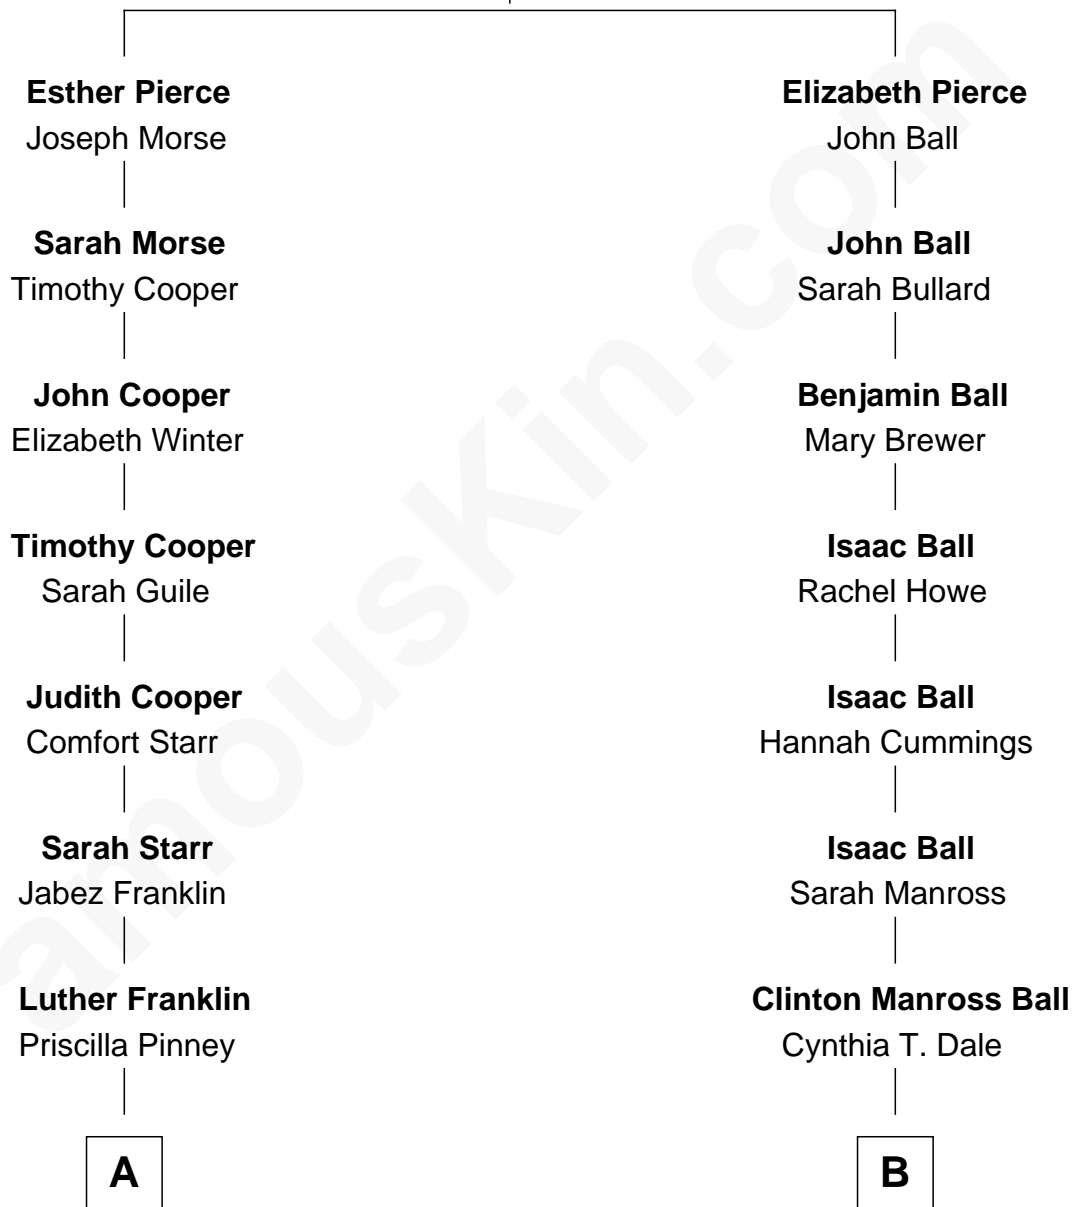 Esther Pierce
Joseph Morse
Elizabeth Pierce
John Ball
Sarah Morse
Timothy Cooper
John Ball
Sarah Bullard
John Cooper
Elizabeth Winter
Benjamin Ball
Mary Brewer
Timothy Cooper
Sarah Guile
Isaac Ball
Rachel Howe
Judith Cooper
Comfort Starr
Isaac Ball
Hannah Cummings
Sarah Starr
Jabez Franklin
Isaac Ball
Sarah Manross
Luther Franklin
Priscilla Pinney
Clinton Manross Ball
Cynthia T. Dale
A
B
amouskin.com